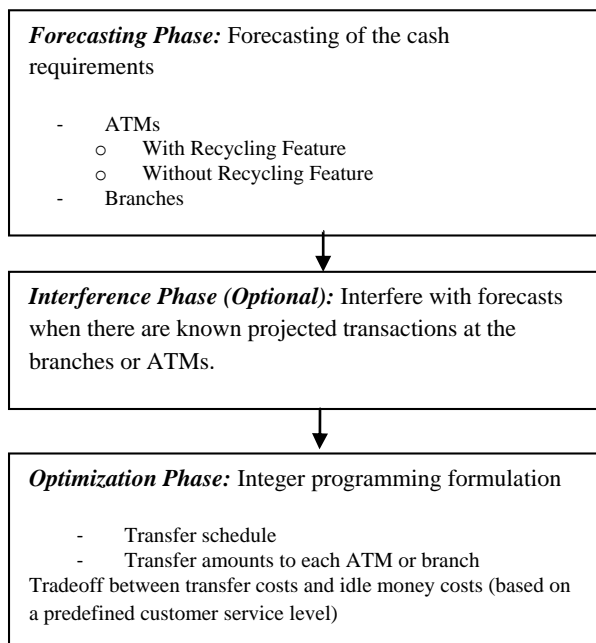 Forecasting Phase: Forecasting of the cash
requirements
- ATMs
o With Recycling Feature
o Without Recycling Feature
- Branches
Interference Phase (Optional): Interfere with forecasts
when there are known projected transactions at the
branches or ATMs.
Optimization Phase: Integer programming formulation
- Transfer schedule
- Transfer amounts to each ATM or branch
Tradeoff between transfer costs and idle money costs (based on
a predefined customer service level)